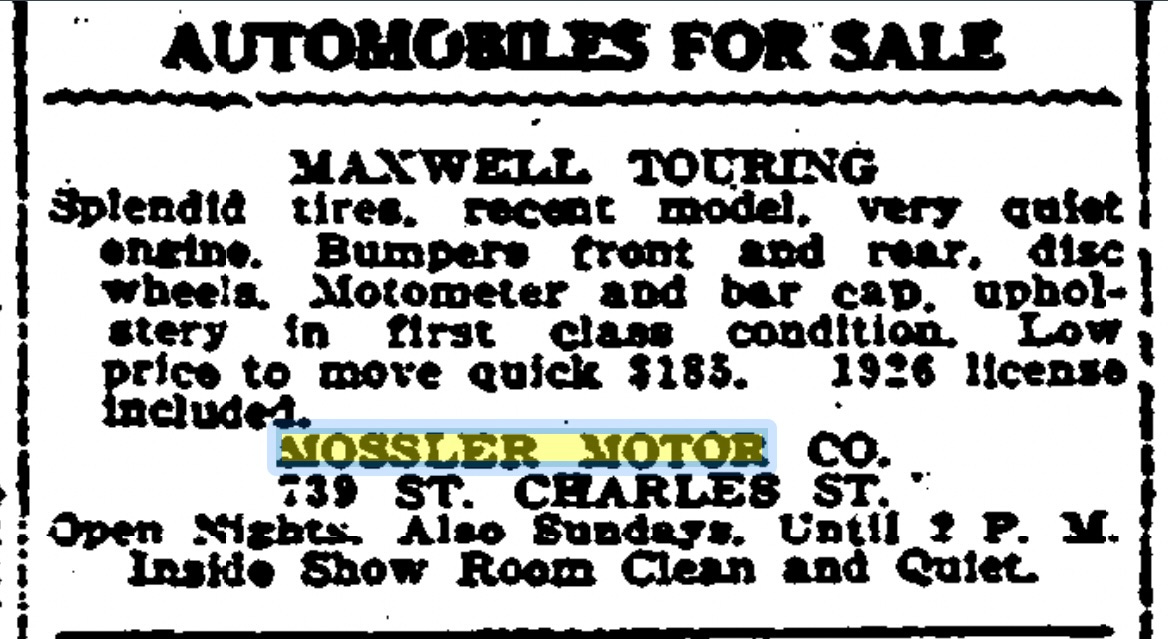 AUTOMOBILES FOR SALE
MAXWELL TOURING
Splendid tires, recent model, very quiet
engine. Bumpers front and rear, disc
wheels. Motometer and bar cap, uphol-
stery in first class condition. Low
price to move quick $185. 1926 license
included.
MOSSLER MOTOR CO.
739 ST. CHARLES ST.
Open Nights. Also Sundays. Until P. M.
Inside Show Room Clean and Quiet.